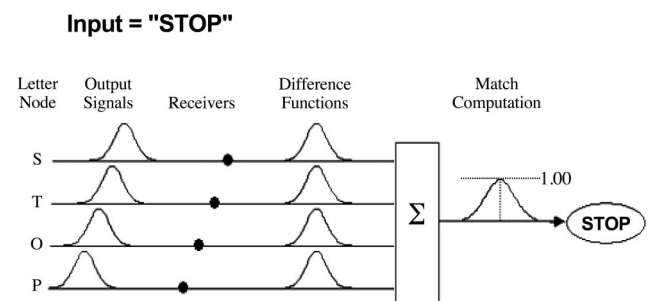 Input = "STOP"
Letter Node
Output Signals
Receivers
Difference Functions
Match Computation
S
T
O
P
Σ
1.00
STOP